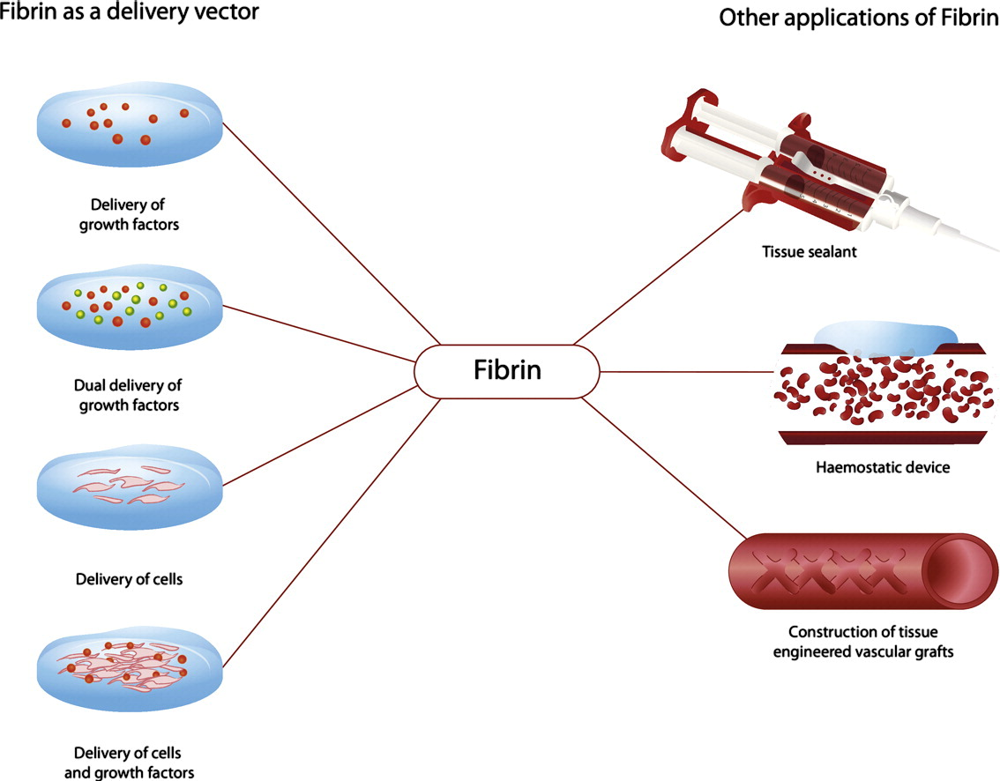 Fibrin as a delivery vector
Other applications of Fibrin
Delivery of
growth factors
Dual delivery of
growth factors
Delivery of cells
Delivery of cells
and growth factors
Fibrin
Tissue sealant
Haemostatic device
Construction of tissue
engineered vascular grafts